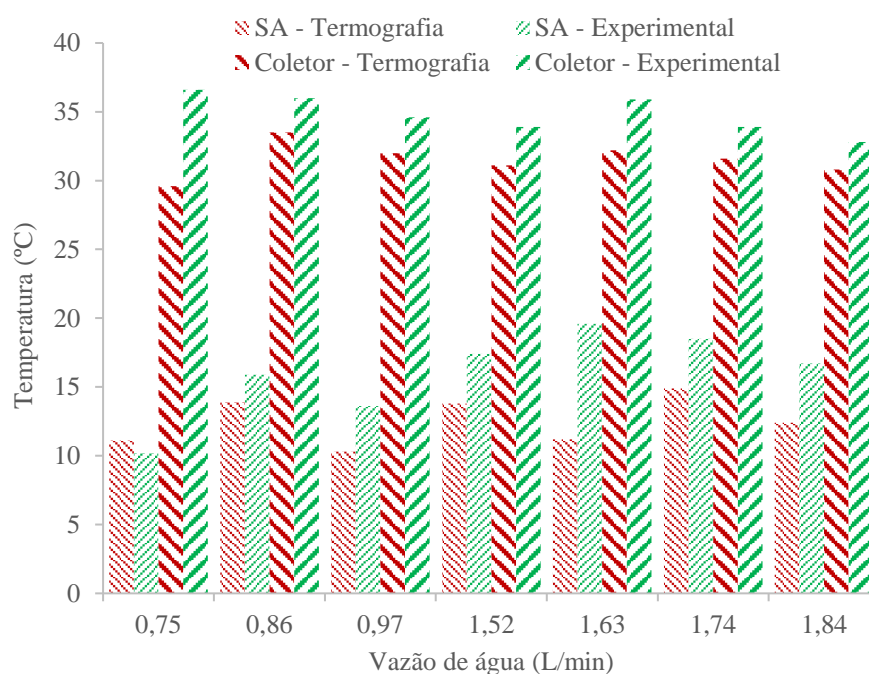 SA - Termografia SA - Experimental
Coletor - Termografia Coletor - Experimental
40
35
30
25
20
15
10
5
0
Temperatura (ºC)
0,75 0,86 0,97 1,52 1,63 1,74 1,84
Vazão de água (L/min)